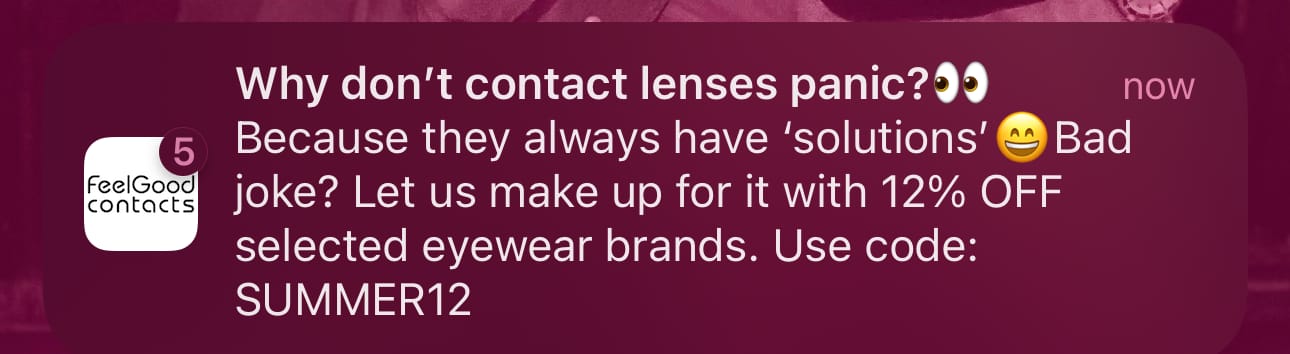 Why don’t contact lenses panic?👀
now
Because they always have ‘solutions’😄Bad
joke? Let us make up for it with 12% OFF
selected eyewear brands. Use code:
SUMMER12
5
FeelGood
contacts